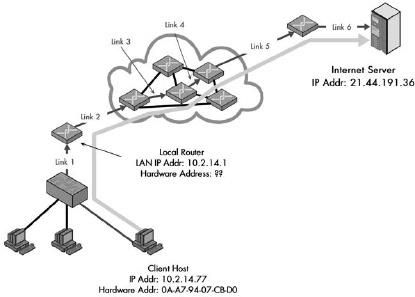 Link 6
Link 4
Link 5
Link 3
Internet Server
IP Addr: 21.44.191.36
Link 2
Local Router
LAN IP Addr: 10.2.14.1
Hardware Address: ??
Link 1
Client Host
IP Addr: 10.2.14.77
Hardware Addr: 0A-A7-94-07-CB-D0